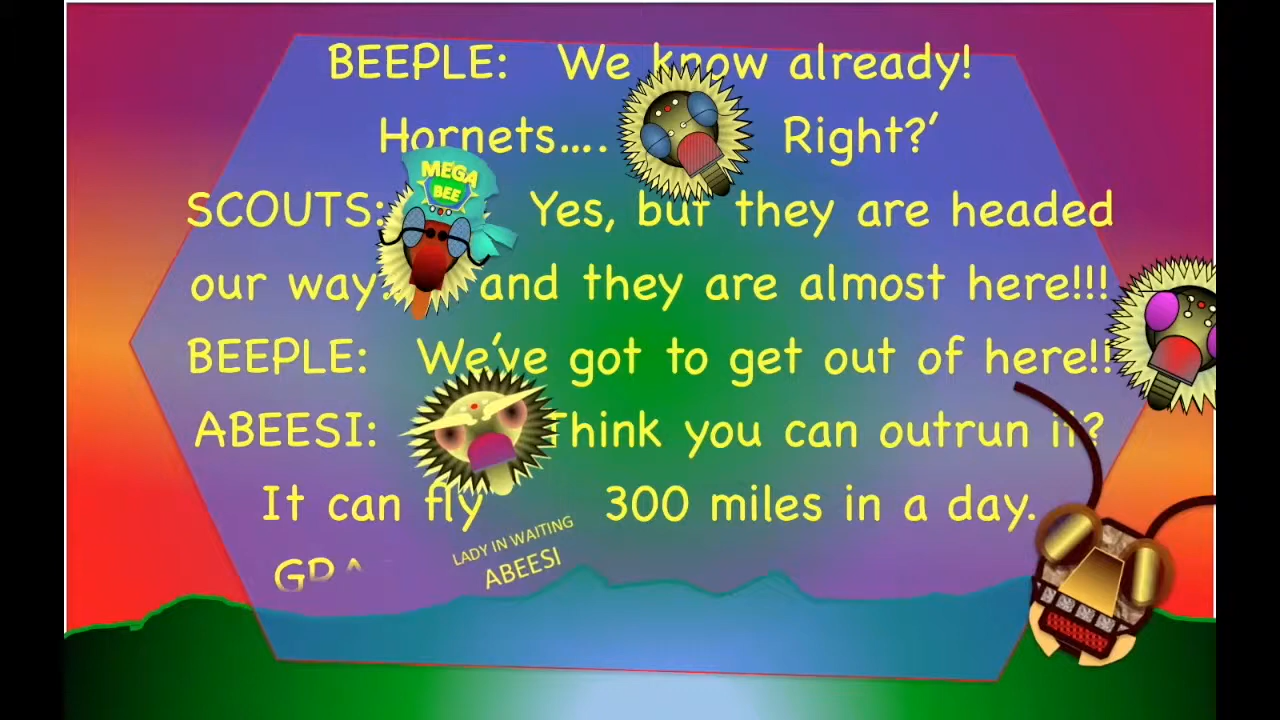 BEEPLE: We know already!
Hornets.... Right?'
SCOUTS: Yes, but they are headed
MEGA
BEE
our way... and they are almost here!!!
BEEPLE: We've got to get out of here!!
ABEESI: Think you can outrun it?
It can fly 300 miles in a day.
LADY IN WAITING
ABEESI